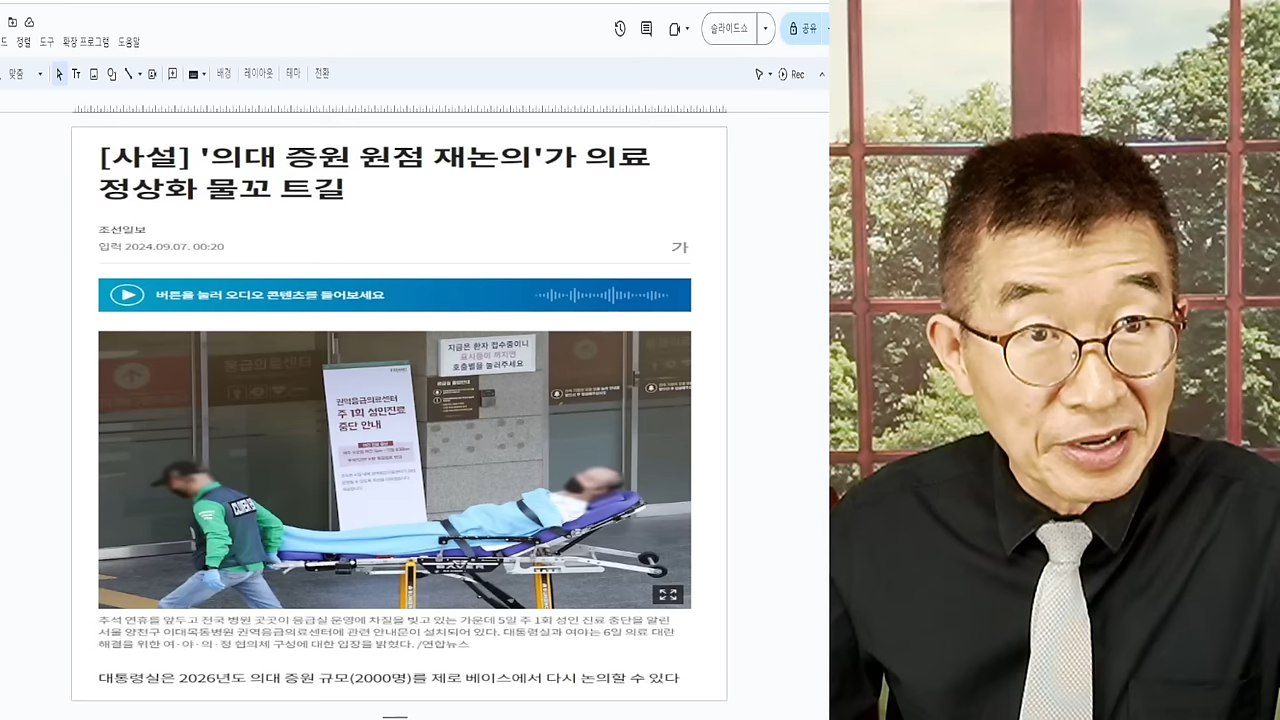 정렬 도구 확장 프로그램 도움말
슬라이드쇼
공유
맞춤
Tr
배경 레이아웃 테마 전환
Rec
[사설] '의대 증원 원점 재논의'가 의료
정상화 물꼬 트길
조선일보
입력 2024.09.07. 00:20
가
버튼을 눌러 오디오 콘텐츠를 들어보세요
지금은 환자 접수중이니
호출벨을 눌러주세요
권역응급의료센터
주 1회 성인진료
중단 안내
추석 연휴를 앞두고 전국 병원 곳곳이 응급실 운영에 차질을 빚고 있는 가운데 5일 주 1회 성인 진료 중단을 알린
서울 양천구 이대목동병원 권역응급의료센터에 관련 안내문이 설치되어 있다. 대통령실과 여야는 6일 의료 대란
해결을 위한 여·야·의·정 협의체 구성에 대한 입장을 밝혔다. /연합뉴스
대통령실은 2026년도 의대 증원 규모(2000명)를 제로 베이스에서 다시 논의할 수 있다